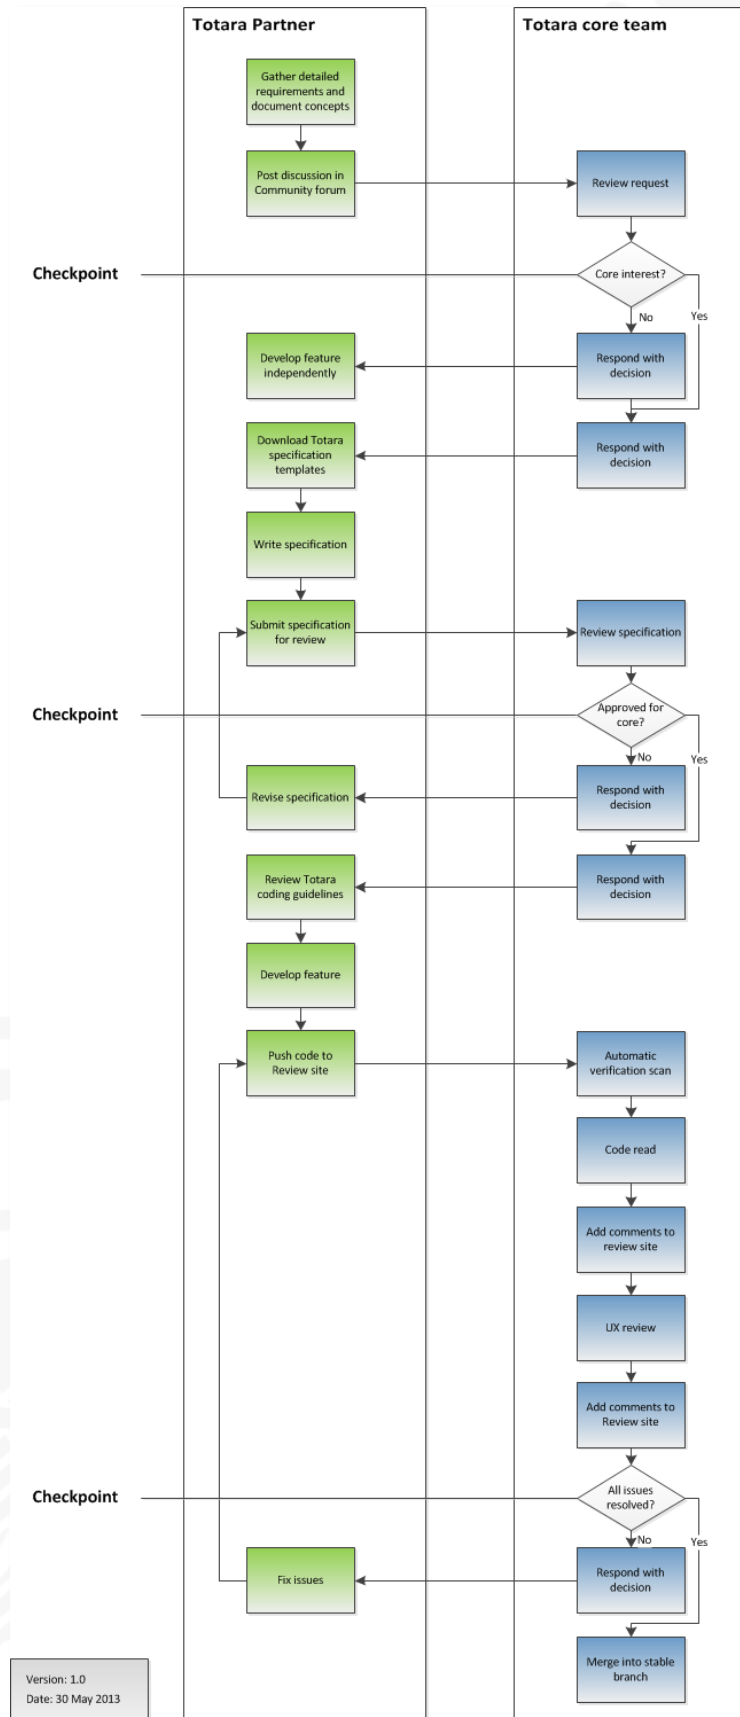 Totara Partner
Totara core team
Gather detailed
requirements and
document concepts
Post discussion in
Community forum
Review request
Checkpoint
Core interest?
No
Yes
Develop feature
independently
Respond with
decision
Download Totara
specification
templates
Respond with
decision
Write specification
Submit specification
for review
Review specification
Checkpoint
Approved for
core?
No
Yes
Revise specification
Respond with
decision
Review Totara
coding guidelines
Respond with
decision
Develop feature
Push code to
Review site
Automatic
verification scan
Code read
Add comments to
review site
UX review
Add comments to
Review site
Checkpoint
All issues
resolved?
No
Yes
Fix issues
Respond with
decision
Merge into stable
branch
Version: 1.0
Date: 30 May 2013